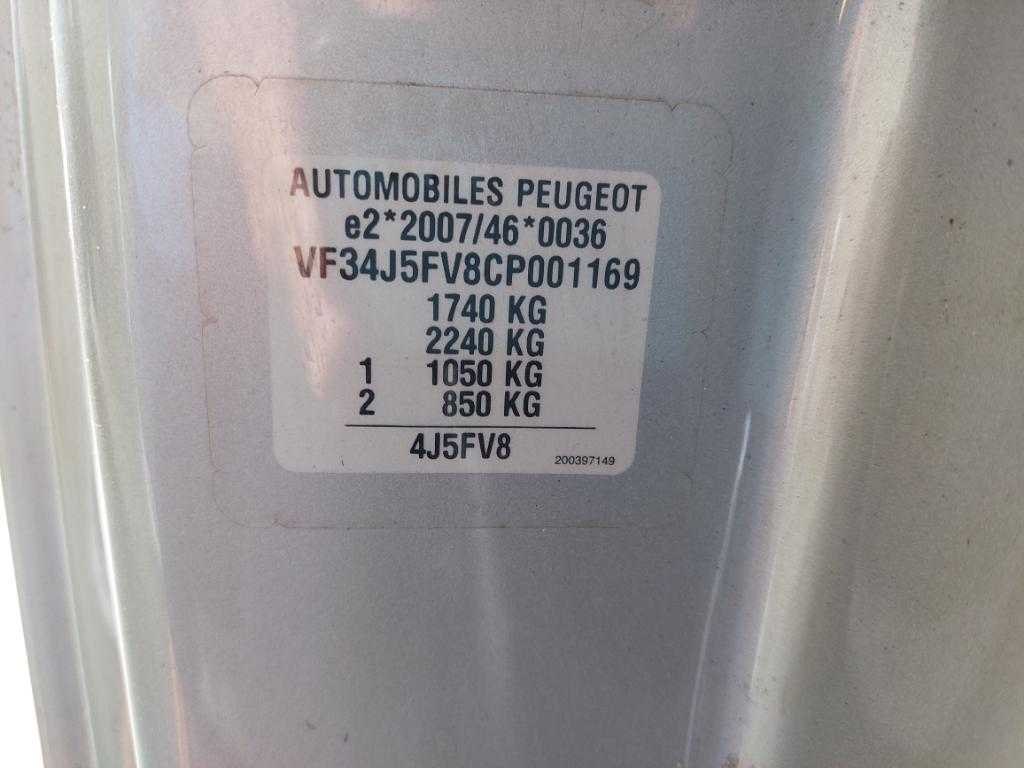 AUTOMOBILES PEUGEOT
e2*2007/46*0036
VF34J5FV8CP001169
1740 KG
2240 KG
1 1050 KG
2 850 KG
4J5FV8
200397149